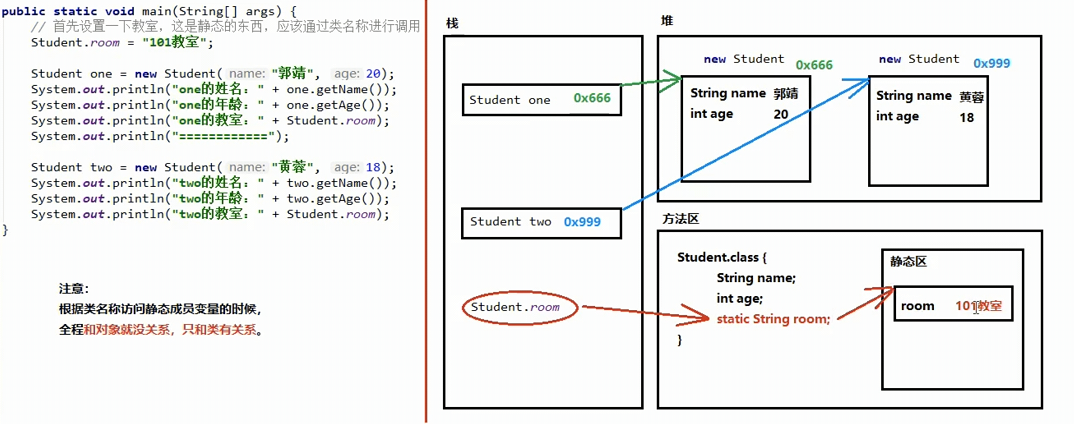 public static void main(String[] args) {
// 首先设置一下教室，这是静态的东西，应该通过类名称进行调用
Student.room = "101教室";
Student one = new Student( name: "郭靖", age: 20);
System.out.println("one的姓名：" + one.getName());
System.out.println("one的年龄：" + one.getAge());
System.out.println("one的教室：" + Student.room);
System.out.println("============");
Student two = new Student( name: "黄蓉", age: 18);
System.out.println("two的姓名：" + two.getName());
System.out.println("two的年龄：" + two.getAge());
System.out.println("two的教室：" + Student.room);
}
注意：
根据类名称访问静态成员变量的时候，
全程和对象就没关系，只和类有关系。
栈
Student one 0x666
Student two 0x999
Student.room
堆
new Student 0x666
String name 郭靖
int age 20
new Student 0x999
String name 黄蓉
int age 18
方法区
Student.class {
String name;
int age;
static String room;
}
静态区
room 101教室